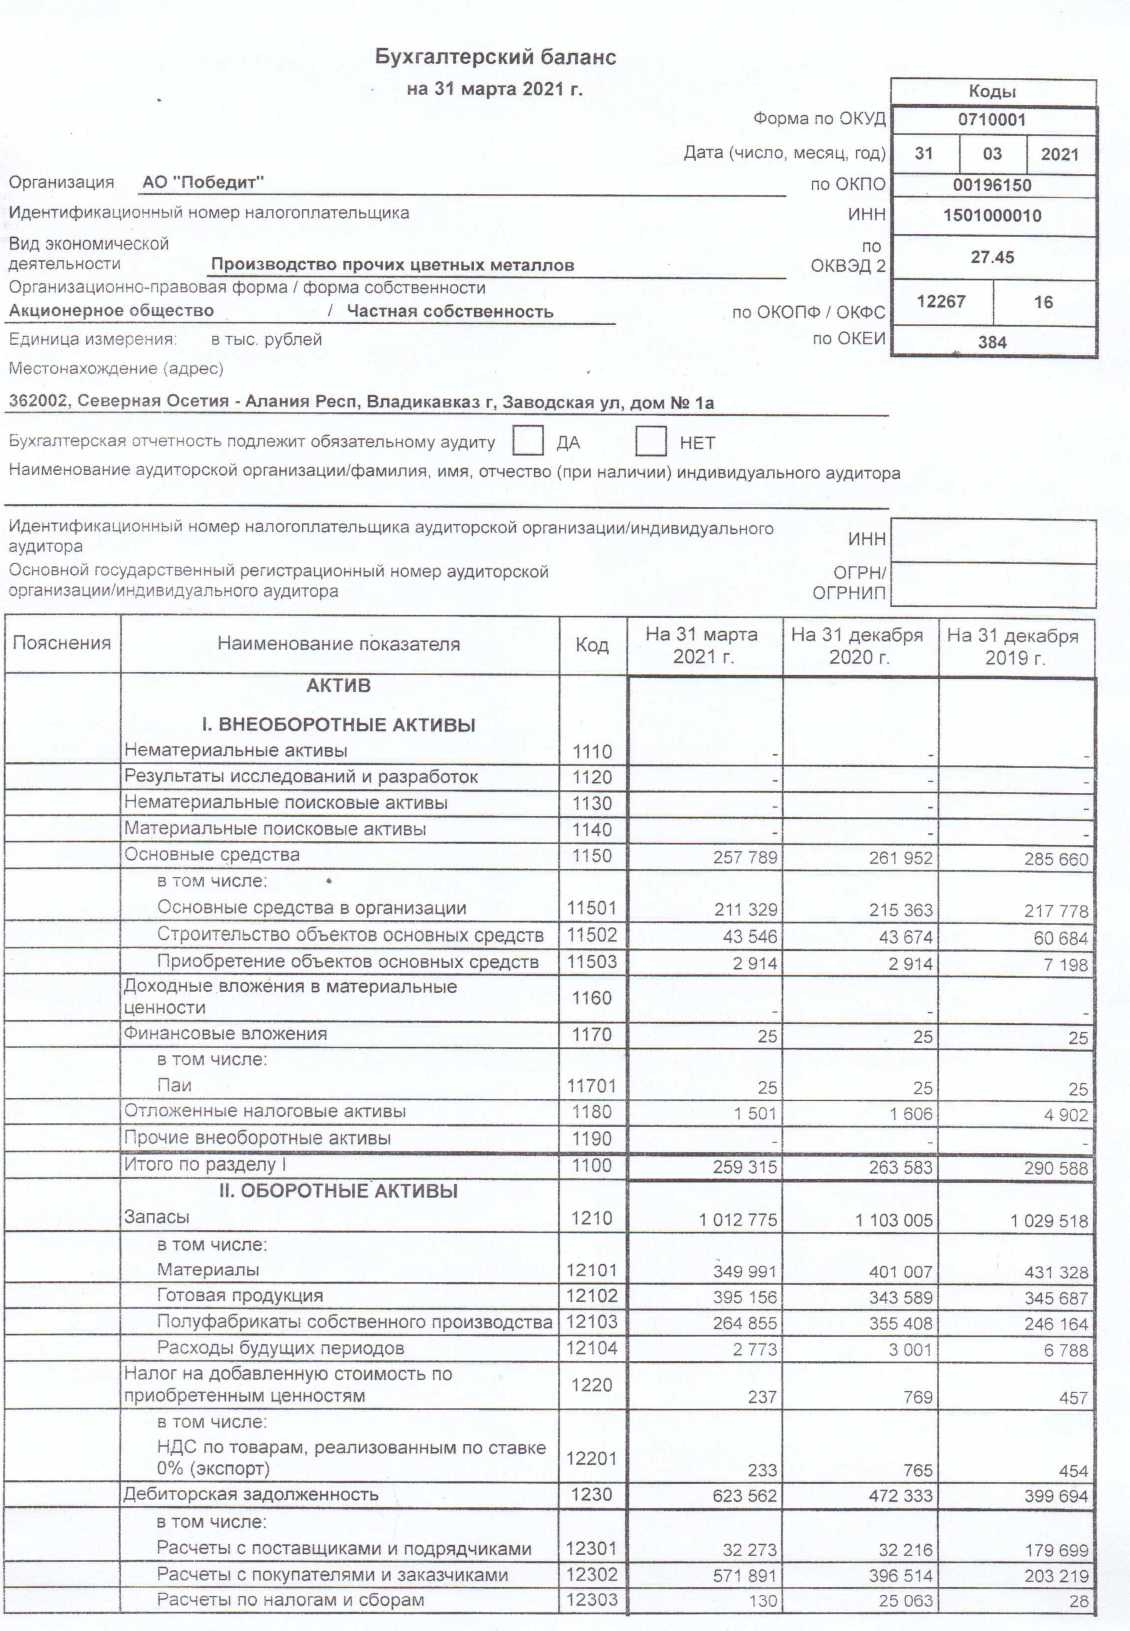 Бухгалтерский баланс
на 31 марта 2021 г.
Коды
Форма по ОКУД 0710001
Дата (число, месяц, год) 31 03 2021
Организация АО "Победит" по ОКПО 00196150
Идентификационный номер налогоплательщика ИНН 1501000010
Вид экономической
деятельности Производство прочих цветных металлов
по
ОКВЭД 2 27.45
Организационно-правовая форма / форма собственности
Акционерное общество / Частная собственность по ОКОПФ / ОКФС 12267 16
Единица измерения: в тыс. рублей по ОКЕИ 384
Местонахождение (адрес)
362002, Северная Осетия - Алания Респ, Владикавказ г, Заводская ул, дом № 1а
Бухгалтерская отчетность подлежит обязательному аудиту ДА НЕТ
Наименование аудиторской организации/фамилия, имя, отчество (при наличии) индивидуального аудитора
Идентификационный номер налогоплательщика аудиторской организации/индивидуального
аудитора ИНН
Основной государственный регистрационный номер аудиторской
организации/индивидуального аудитора
ОГРН/
ОГРНИП
Пояснения Наименование показателя Код На 31 марта 2021 г. На 31 декабря 2020 г. На 31 декабря 2019 г.
АКТИВ
I. ВНЕОБОРОТНЫЕ АКТИВЫ
Нематериальные активы 1110 - - -
Результаты исследований и разработок 1120 - - -
Нематериальные поисковые активы 1130 - - -
Материальные поисковые активы 1140 - - -
Основные средства 1150 257 789 261 952 285 660
в том числе:
Основные средства в организации 11501 211 329 215 363 217 778
Строительство объектов основных средств 11502 43 546 43 674 60 684
Приобретение объектов основных средств 11503 2 914 2 914 7 198
Доходные вложения в материальные
ценности 1160 - - -
Финансовые вложения 1170 25 25 25
в том числе:
Паи 11701 25 25 25
Отложенные налоговые активы 1180 1 501 1 606 4 902
Прочие внеоборотные активы 1190 - - -
Итого по разделу I 1100 259 315 263 583 290 588
II. ОБОРОТНЫЕ АКТИВЫ
Запасы 1210 1 012 775 1 103 005 1 029 518
в том числе:
Материалы 12101 349 991 401 007 431 328
Готовая продукция 12102 395 156 343 589 345 687
Полуфабрикаты собственного производства 12103 264 855 355 408 246 164
Расходы будущих периодов 12104 2 773 3 001 6 788
Налог на добавленную стоимость по
приобретенным ценностям 1220 237 769 457
в том числе:
НДС по товарам, реализованным по ставке
0% (экспорт) 12201 233 765 454
Дебиторская задолженность 1230 623 562 472 333 399 694
в том числе:
Расчеты с поставщиками и подрядчиками 12301 32 273 32 216 179 699
Расчеты с покупателями и заказчиками 12302 571 891 396 514 203 219
Расчеты по налогам и сборам 12303 130 25 063 28